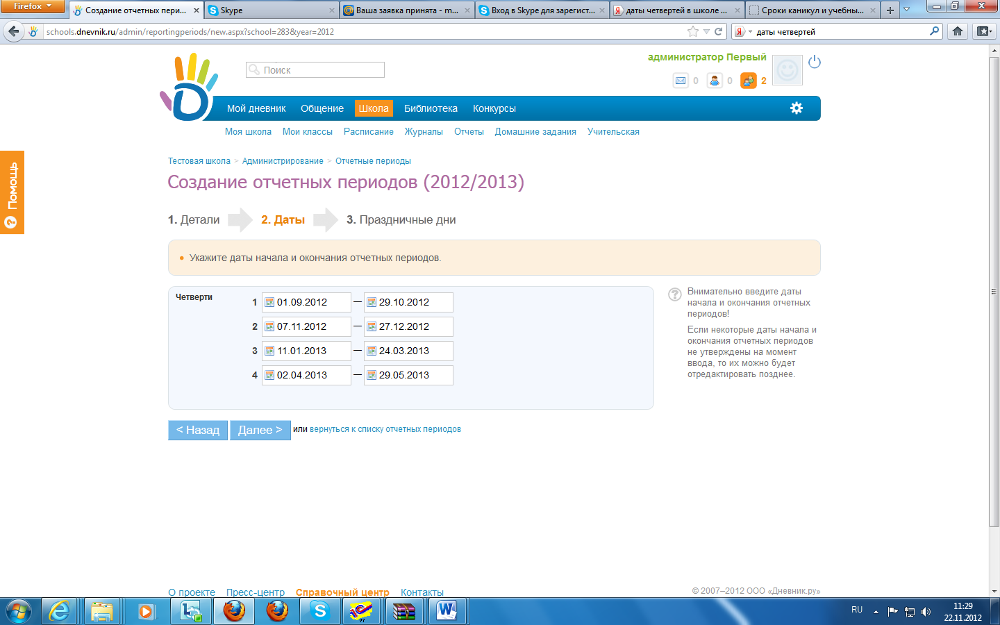 Firefox
Создание отчетных пери...
Skype
Ваша заявка принята - m...
Вход в Skype для зарегист...
даты четвертей в школе ...
Сроки каникул и учебны...
schools.dnevnik.ru/admin/reportingperiods/new.aspx?school=283&year=2012
даты четвертей
Поиск
администратор Первый
0
0
2
Мой дневник
Общение
Школа
Библиотека
Конкурсы
Моя школа
Мои классы
Расписание
Журналы
Отчеты
Домашние задания
Учительская
Помощь
Тестовая школа > Администрирование > Отчетные периоды
Создание отчетных периодов (2012/2013)
1. Детали
2. Даты
3. Праздничные дни
Укажите даты начала и окончания отчетных периодов.
Четверти
1 01.09.2012 — 29.10.2012
2 07.11.2012 — 27.12.2012
3 11.01.2013 — 24.03.2013
4 02.04.2013 — 29.05.2013
Внимательно введите даты
начала и окончания отчетных
периодов!
Если некоторые даты начала и
окончания отчетных периодов
не утверждены на момент
ввода, то их можно будет
отредактировать позднее.
< Назад
Далее >
или вернуться к списку отчетных периодов
О проекте
Пресс-центр
Справочный центр
Контакты
© 2007–2012 ООО «Дневник.ру»
RU
11:29
22.11.2012